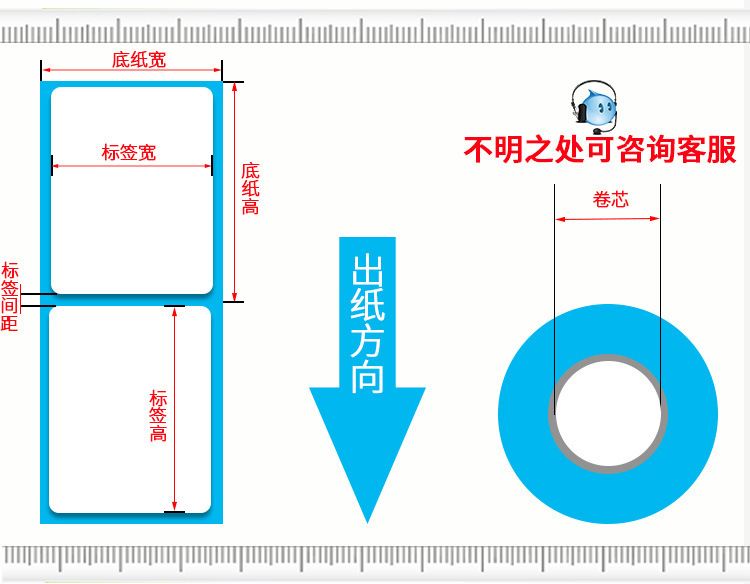 底纸宽
标签宽
底纸高
标签间距
标签高
出纸方向
不明之处可咨询客服
卷芯